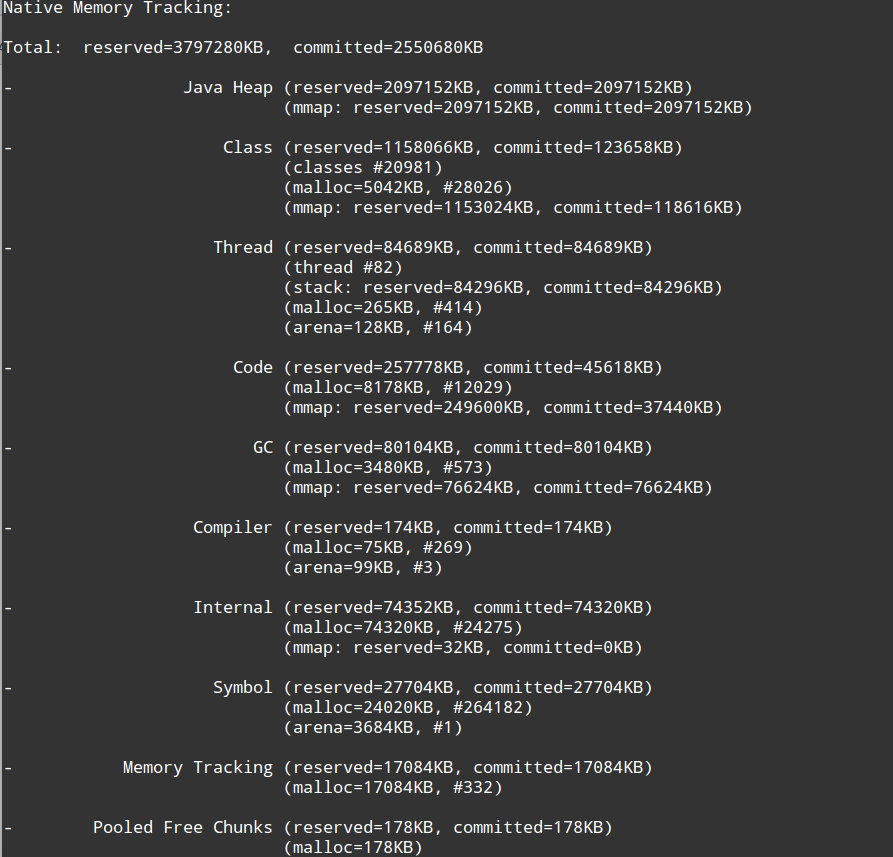 Native Memory Tracking:
Total:  reserved=3797280KB,  committed=2550680KB
-                 Java Heap (reserved=2097152KB, committed=2097152KB)
                            (mmap: reserved=2097152KB, committed=2097152KB)
-                     Class (reserved=1158066KB, committed=123658KB)
                            (classes #20981)
                            (malloc=5042KB, #28026)
                            (mmap: reserved=1153024KB, committed=118616KB)
-                    Thread (reserved=84689KB, committed=84689KB)
                            (thread #82)
                            (stack: reserved=84296KB, committed=84296KB)
                            (malloc=265KB, #414)
                            (arena=128KB, #164)
-                      Code (reserved=257778KB, committed=45618KB)
                            (malloc=8178KB, #12029)
                            (mmap: reserved=249600KB, committed=37440KB)
-                        GC (reserved=80104KB, committed=80104KB)
                            (malloc=3480KB, #573)
                            (mmap: reserved=76624KB, committed=76624KB)
-                  Compiler (reserved=174KB, committed=174KB)
                            (malloc=75KB, #269)
                            (arena=99KB, #3)
-                  Internal (reserved=74352KB, committed=74320KB)
                            (malloc=74320KB, #24275)
                            (mmap: reserved=32KB, committed=0KB)
-                    Symbol (reserved=27704KB, committed=27704KB)
                            (malloc=24020KB, #264182)
                            (arena=3684KB, #1)
-           Memory Tracking (reserved=17084KB, committed=17084KB)
                            (malloc=17084KB, #332)
-        Pooled Free Chunks (reserved=178KB, committed=178KB)
                            (malloc=178KB)